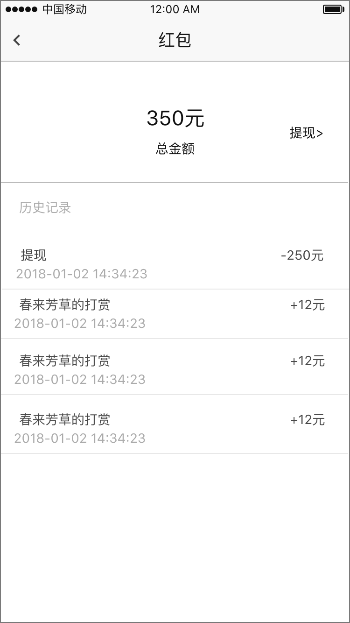 中国移动 12:00 AM
红包
350元
总金额
提现>
历史记录
提现 -250元
2018-01-02 14:34:23
春来芳草的打赏 +12元
2018-01-02 14:34:23
春来芳草的打赏 +12元
2018-01-02 14:34:23
春来芳草的打赏 +12元
2018-01-02 14:34:23